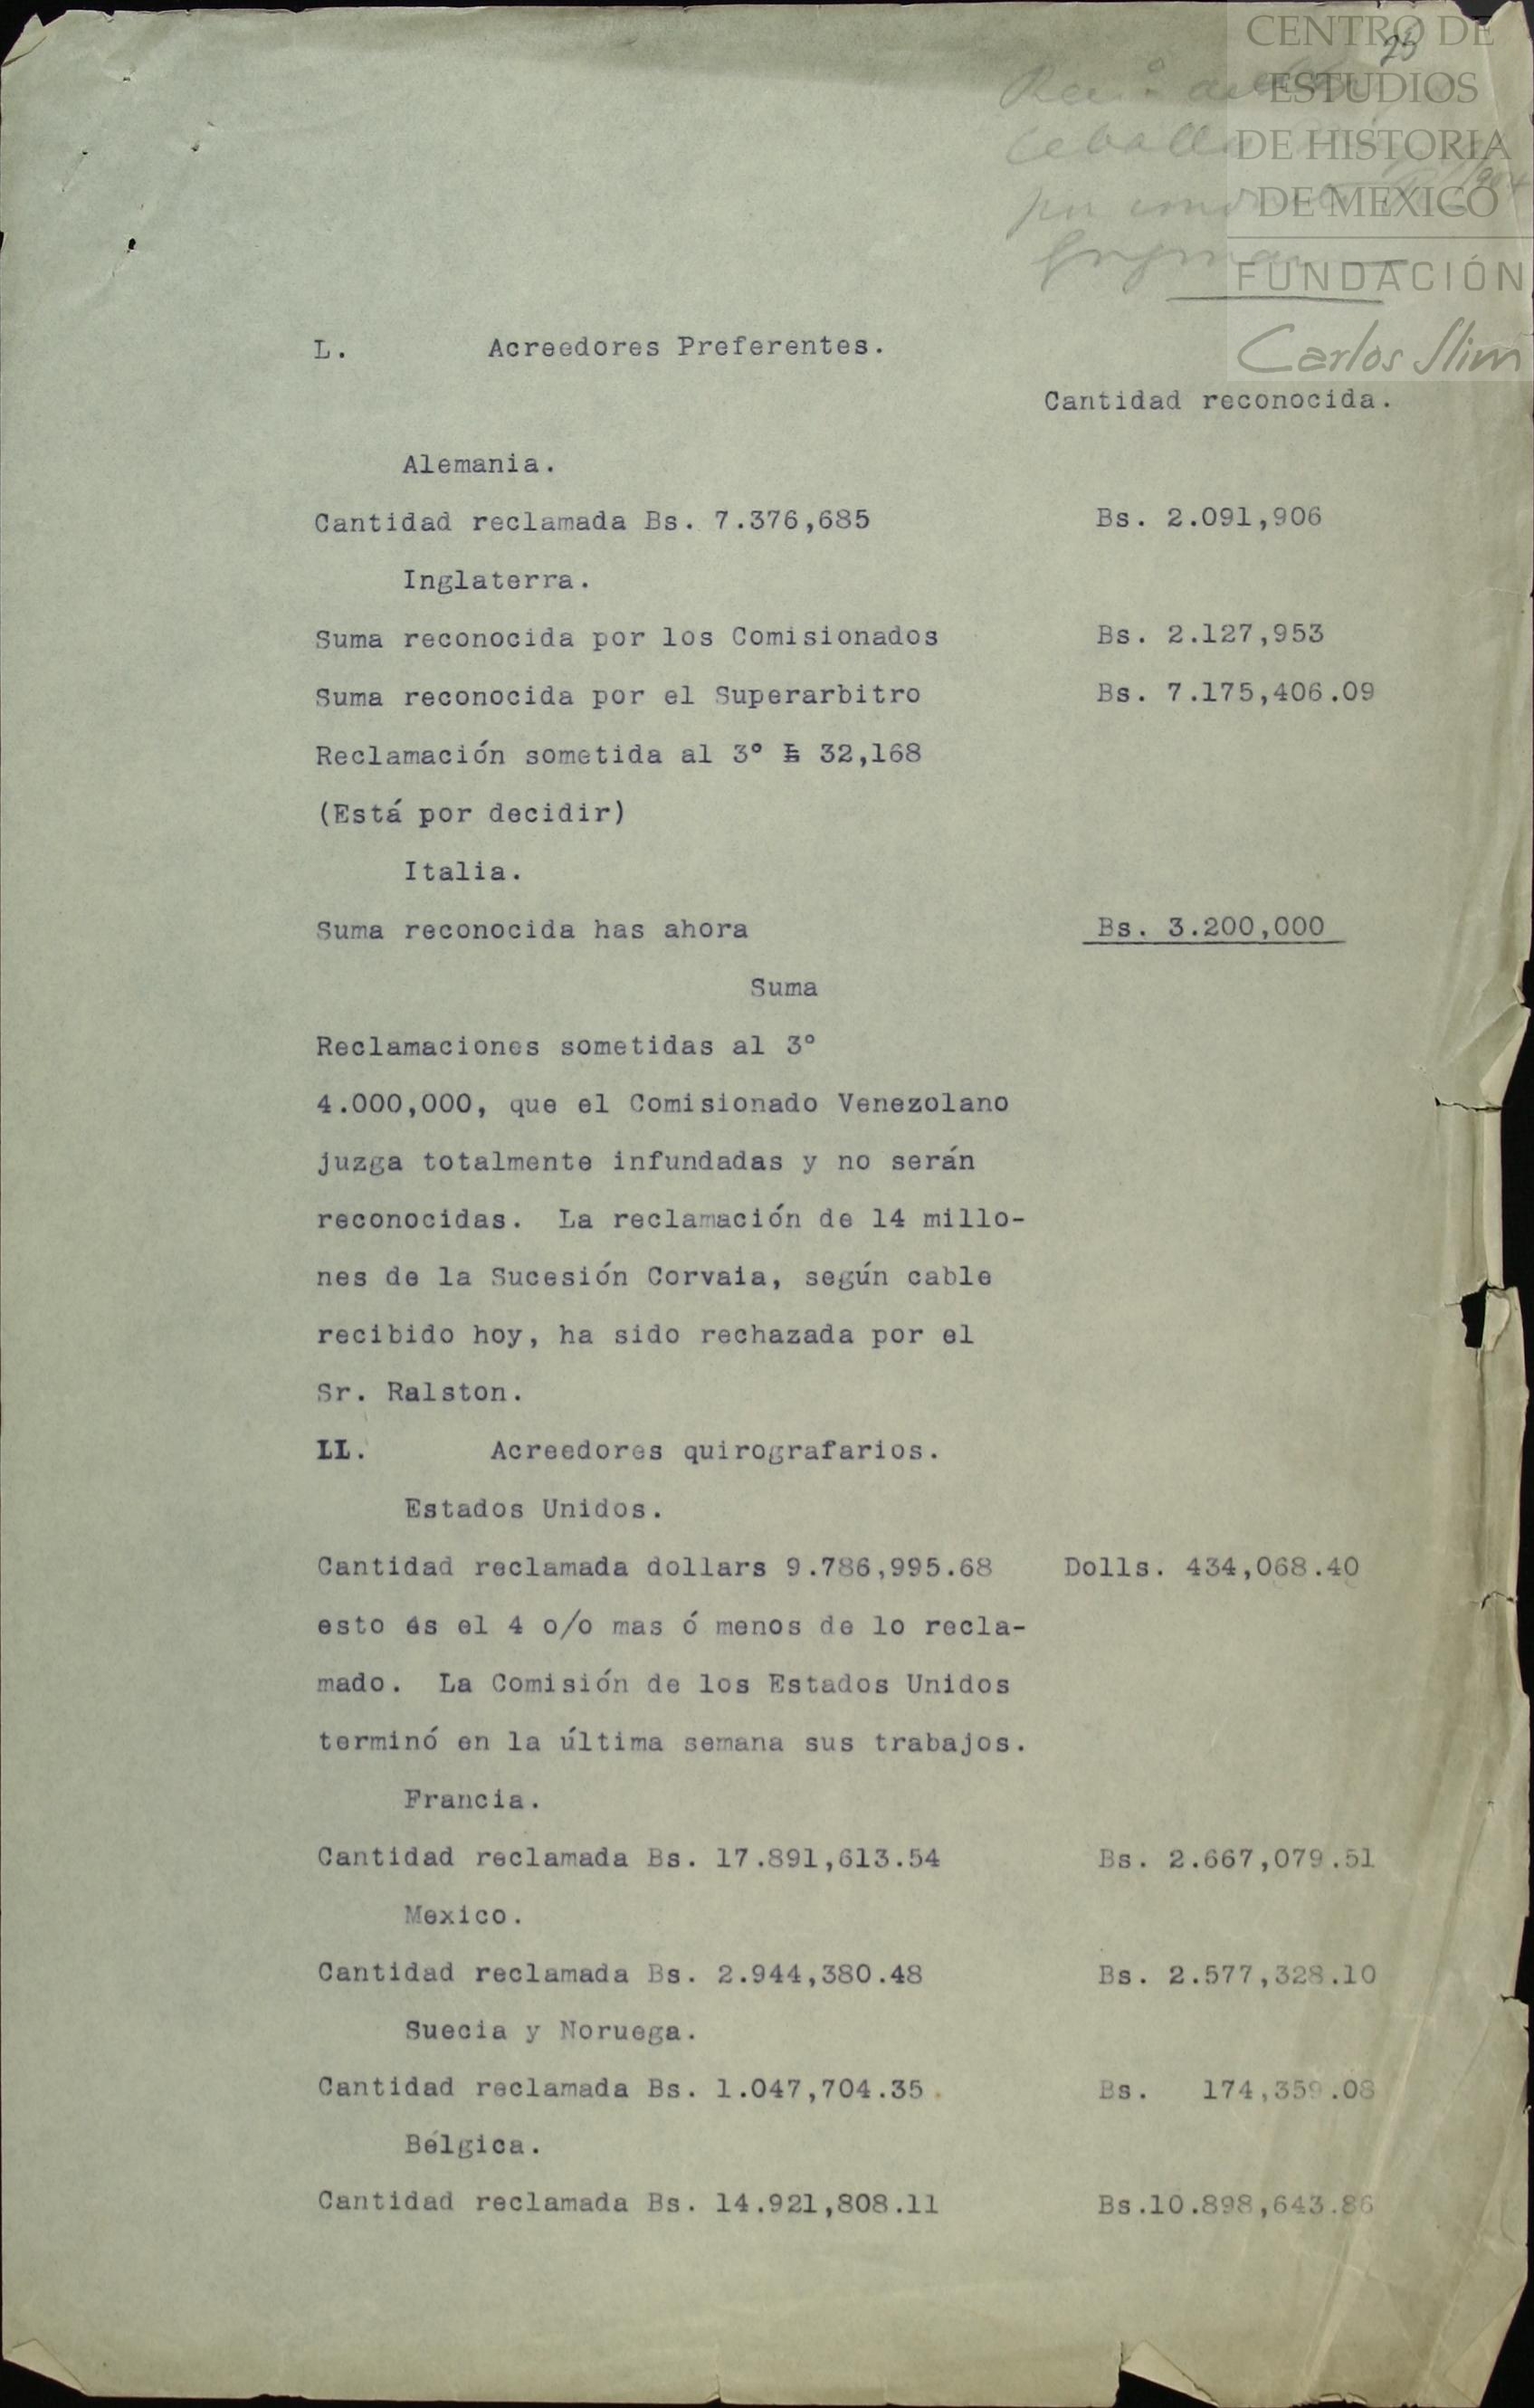 CENTRO DE
ESTUDIOS
DE HISTORIA
DE MEXICO
FUNDACIÓN
Carlos Slim
25
L. Acreedores Preferentes.
Cantidad reconocida.
Alemania.
Cantidad reclamada Bs. 7.376,685 Bs. 2.091,906
Inglaterra.
Suma reconocida por los Comisionados Bs. 2.127,953
Suma reconocida por el Superarbitro Bs. 7.175,406.09
Reclamación sometida al 3° £ 32,168
(Está por decidir)
Italia.
Suma reconocida has ahora Bs. 3.200,000
Suma
Reclamaciones sometidas al 3°
4.000,000, que el Comisionado Venezolano
juzga totalmente infundadas y no serán
reconocidas. La reclamación de 14 millo-
nes de la Sucesión Corvaia, según cable
recibido hoy, ha sido rechazada por el
Sr. Ralston.
LL. Acreedores quirografarios.
Estados Unidos.
Cantidad reclamada dollars 9.786,995.68 Dolls. 434,068.40
esto es el 4 o/o mas ó menos de lo recla-
mado. La Comisión de los Estados Unidos
terminó en la última semana sus trabajos.
Francia.
Cantidad reclamada Bs. 17.891,613.54 Bs. 2.667,079.51
Mexico.
Cantidad reclamada Bs. 2.944,380.48 Bs. 2.577,328.10
Suecia y Noruega.
Cantidad reclamada Bs. 1.047,704.35. Bs. 174,359.08
Bélgica.
Cantidad reclamada Bs. 14.921,808.11 Bs.10.898,643.86